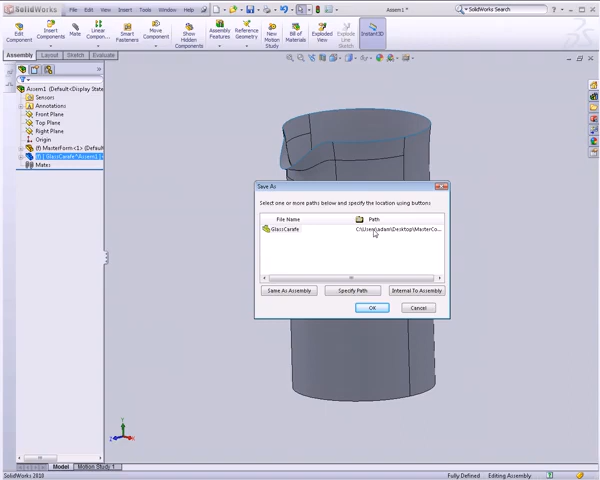 SolidWorks
File Edit View Insert Tools Window Help
Assem1
SolidWorks Search
Edit Component
Insert Components
Mate
Linear Compon...
Smart Fasteners
Move Component
Show Hidden Components
Assembly Features
Reference Geometry
New Motion Study
Bill of Materials
Exploded View
Explode Line Sketch
Instant3D
Assembly Layout Sketch Evaluate
Assem1 (Default<Display State
Sensors
Annotations
Front Plane
Top Plane
Right Plane
Origin
(f) MasterForm<1> (Default<
(f) [ GlassCarafe^Assem1 ]<
Mates
Save As
Select one or more paths below and specify the location using buttons
File Name Path
GlassCarafe C:\Users\adam\Desktop\MasterCo...
Same As Assembly Specify Path Internal To Assembly
OK Cancel
Y
Z X
Model Motion Study 1
SolidWorks 2010 Fully Defined Editing Assembly